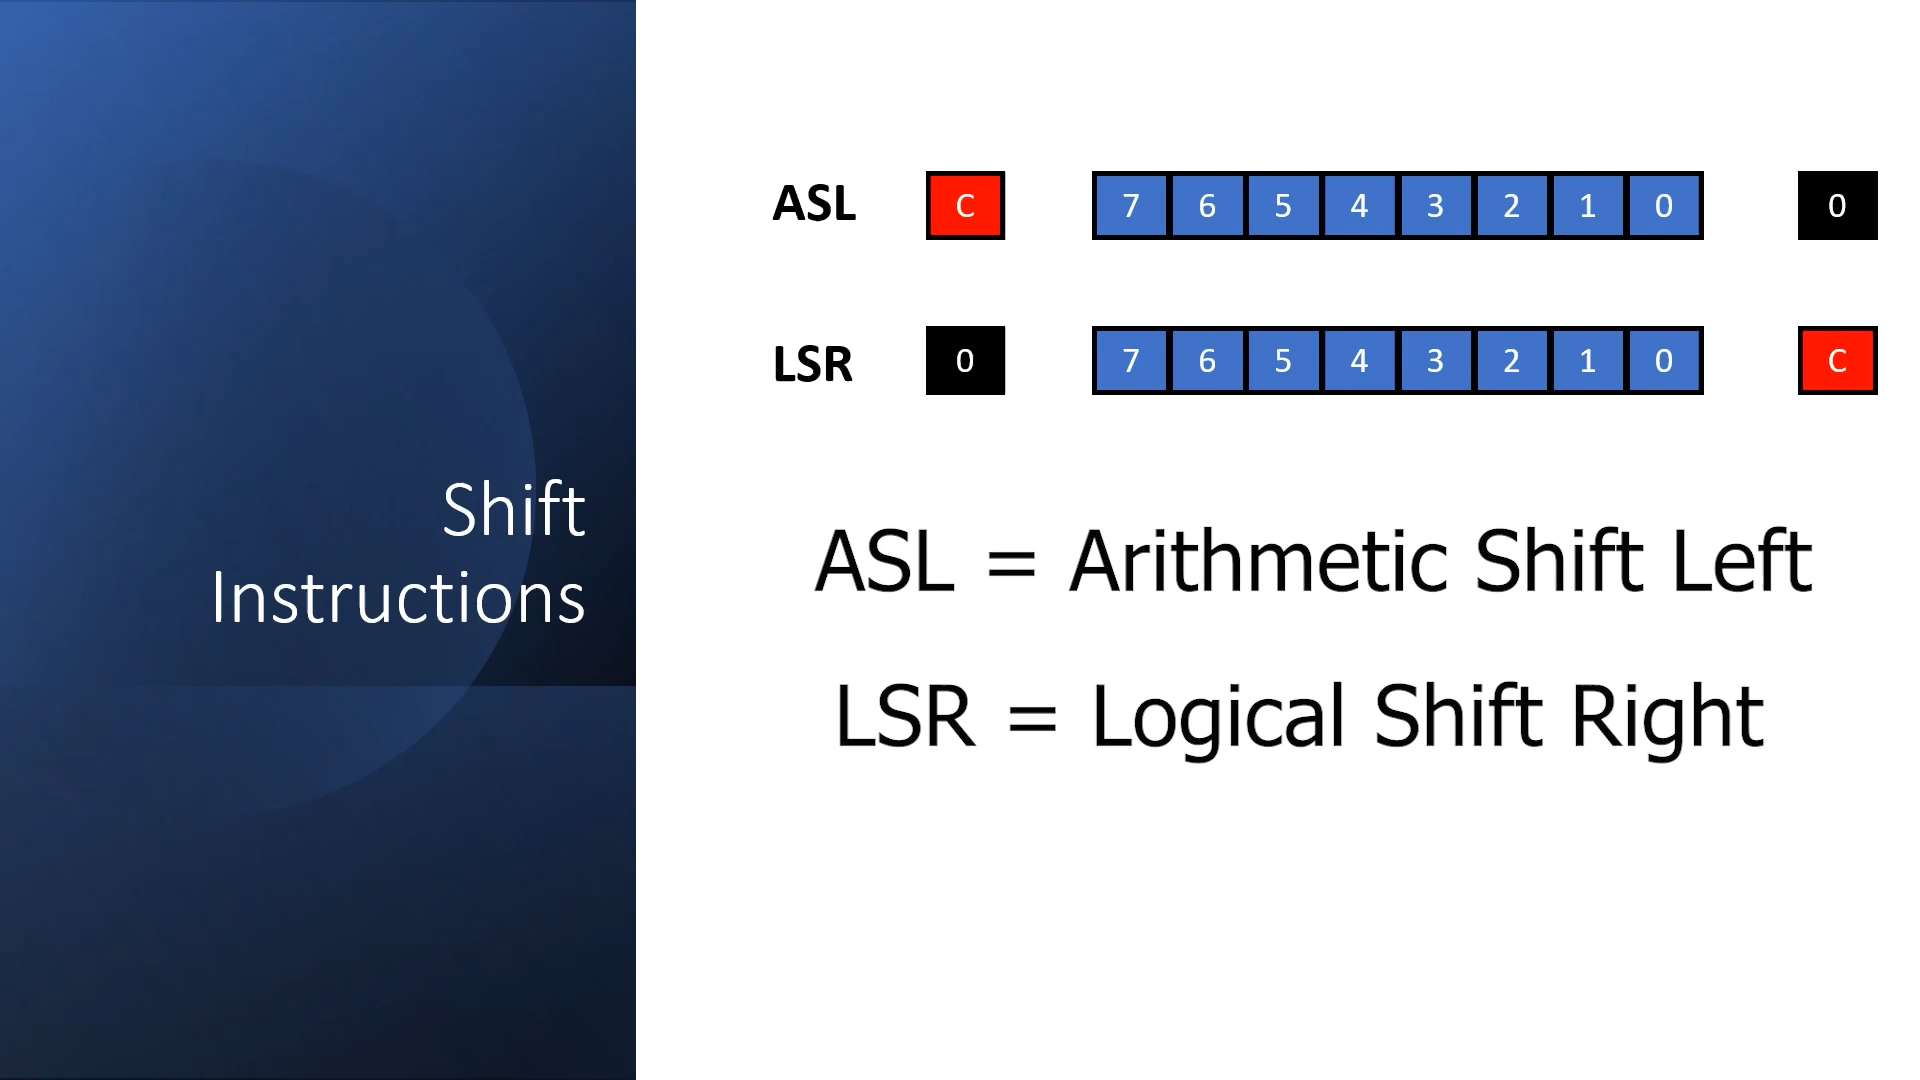 Shift
Instructions
ASL C 7 6 5 4 3 2 1 0 0
LSR 0 7 6 5 4 3 2 1 0 C
ASL = Arithmetic Shift Left
LSR = Logical Shift Right